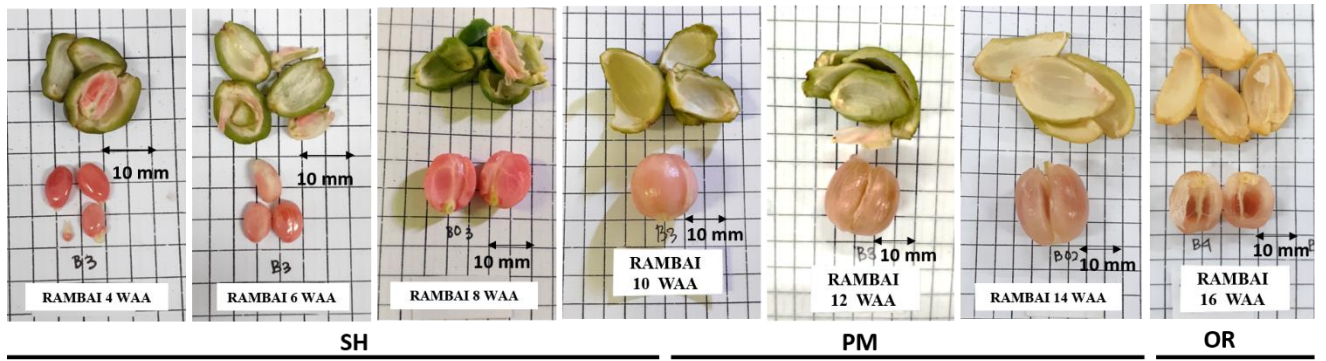 10 mm
B3
RAMBAI 4 WAA
10 mm
B3
RAMBAI 6 WAA
B03
10 mm
RAMBAI 8 WAA
B3
10 mm
RAMBAI
10 WAA
B3
10 mm
RAMBAI
12 WAA
B02
10 mm
RAMBAI 14 WAA
B4
10 mm
B
RAMBAI
16 WAA
SH
PM
OR